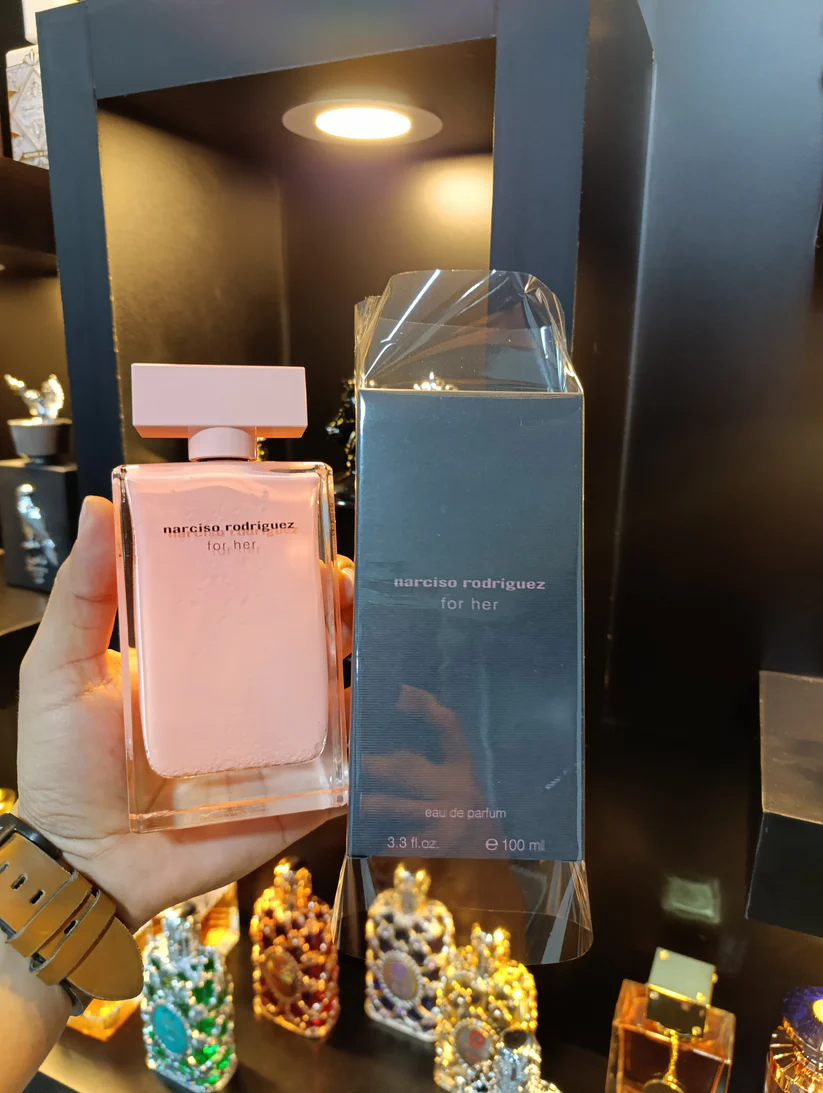 narciso rodriguez
for her
narciso rodriguez
for her
eau de parfum
3.3 fl.oz. ℮ 100 ml